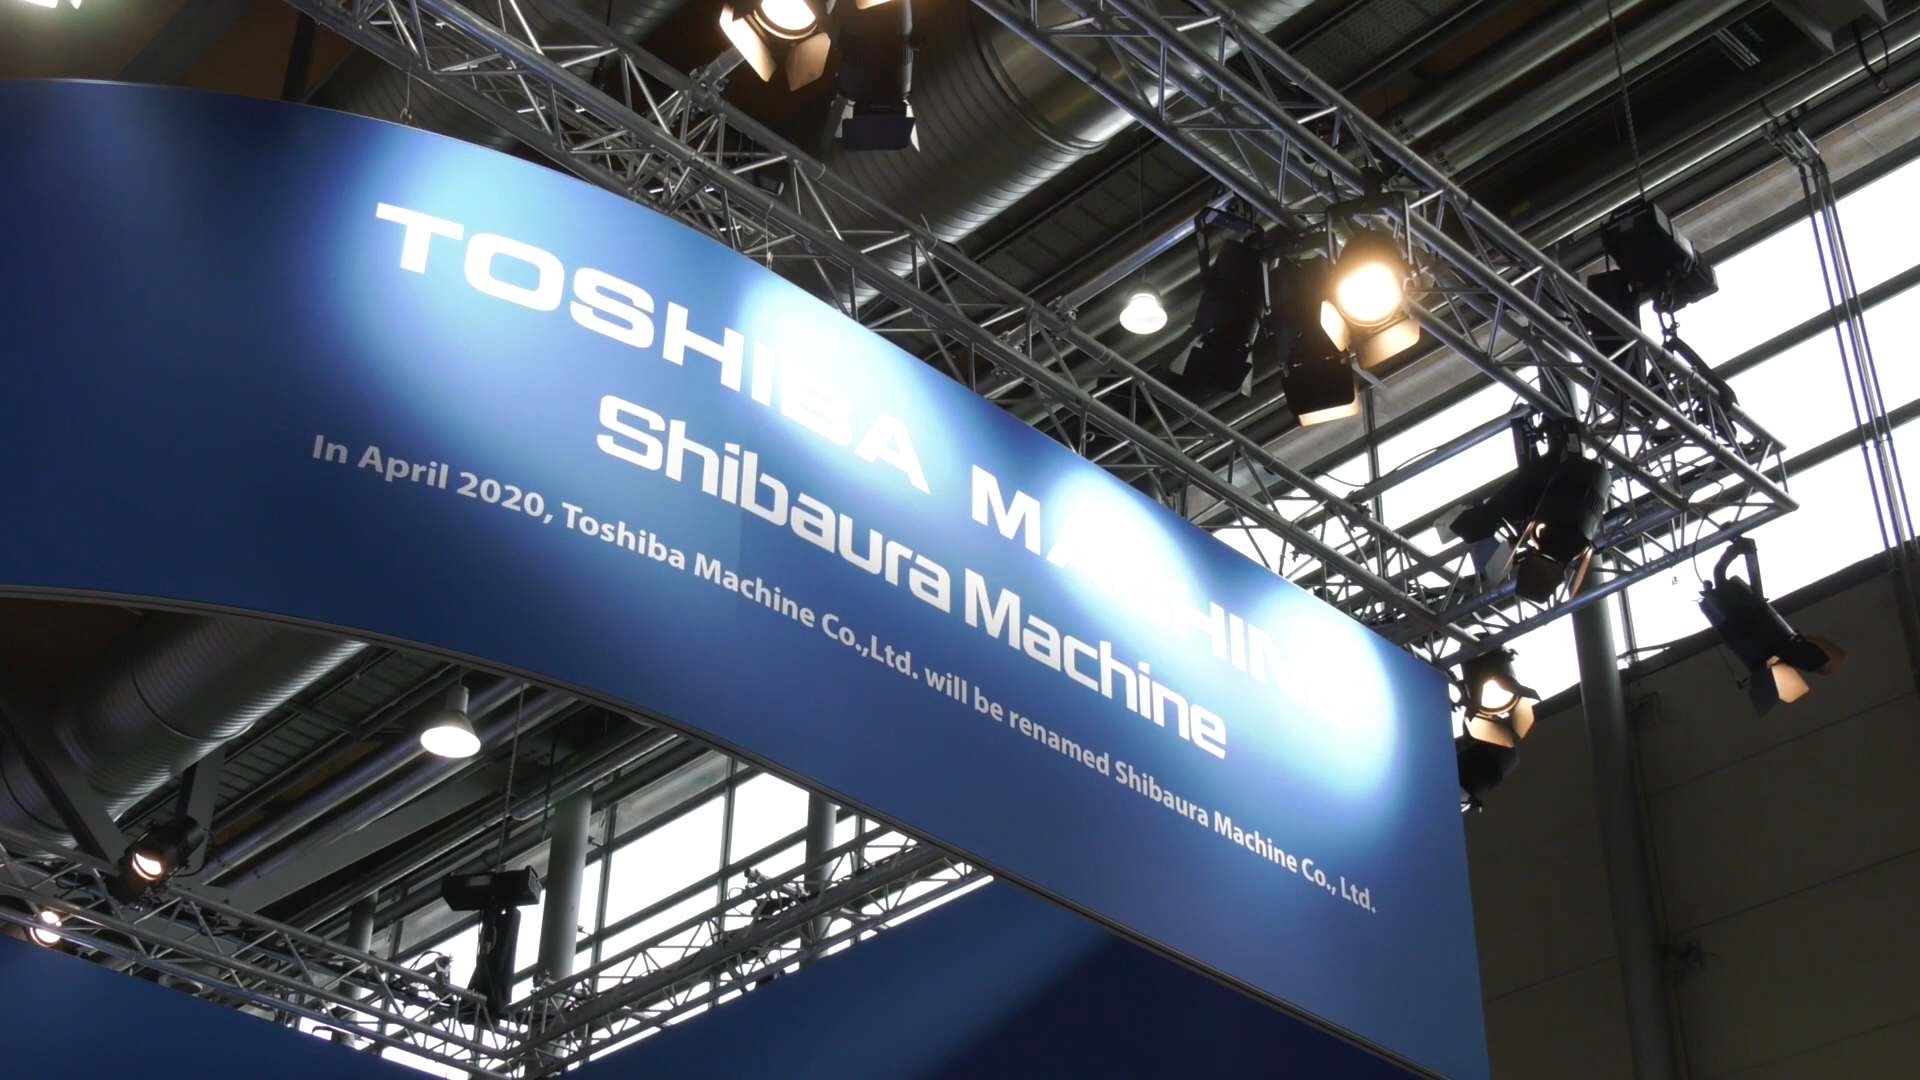 TOSHIBA MACHINE
Shibaura Machine
In April 2020, Toshiba Machine Co.,Ltd. will be renamed Shibaura Machine Co., Ltd.